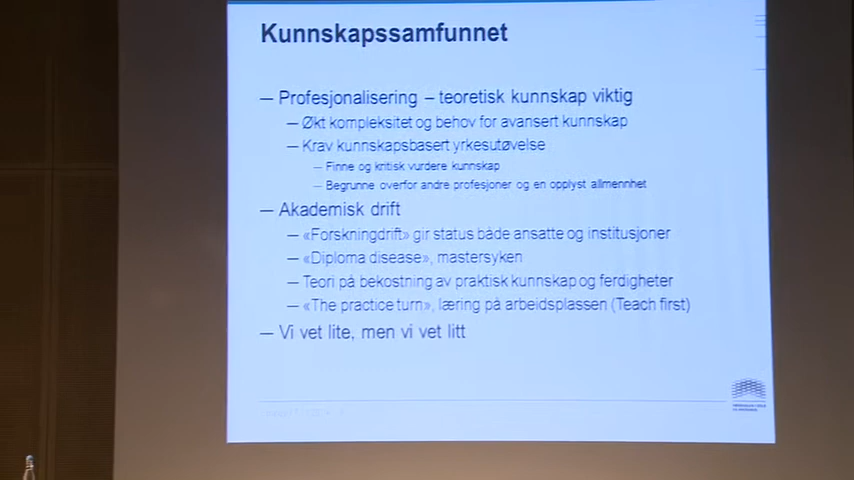 Kunnskapssamfunnet
– Profesjonalisering – teoretisk kunnskap viktig
– Økt kompleksitet og behov for avansert kunnskap
– Krav kunnskapsbasert yrkesutøvelse
– Finne og kritisk vurdere kunnskap
– Begrunne overfor andre profesjoner og en opplyst allmennhet
– Akademisk drift
– «Forskningdrift» gir status både ansatte og institusjoner
– «Diploma disease», mastersyken
– Teori på bekostning av praktisk kunnskap og ferdigheter
– «The practice turn», læring på arbeidsplassen (Teach first)
– Vi vet lite, men vi vet litt